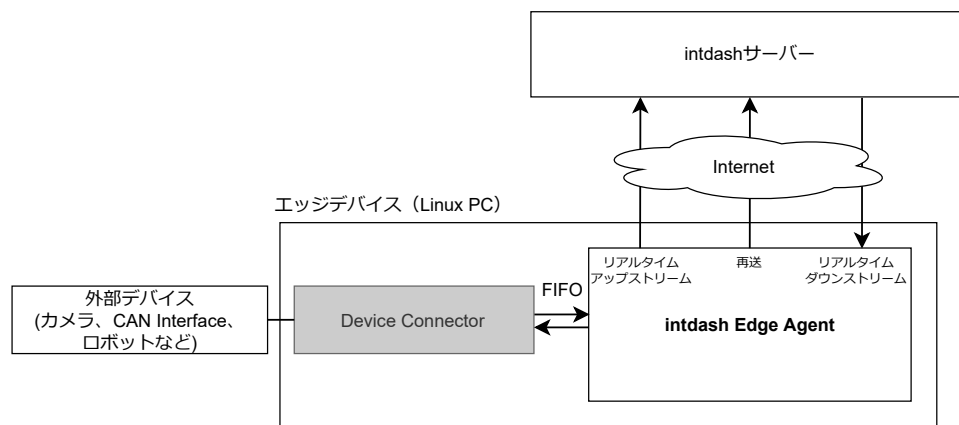 intdashサーバー
Internet
エッジデバイス（Linux PC）
リアルタイム
アップストリーム
再送
リアルタイム
ダウンストリーム
外部デバイス
(カメラ、CAN Interface、
ロボットなど)
Device Connector
FIFO
intdash Edge Agent